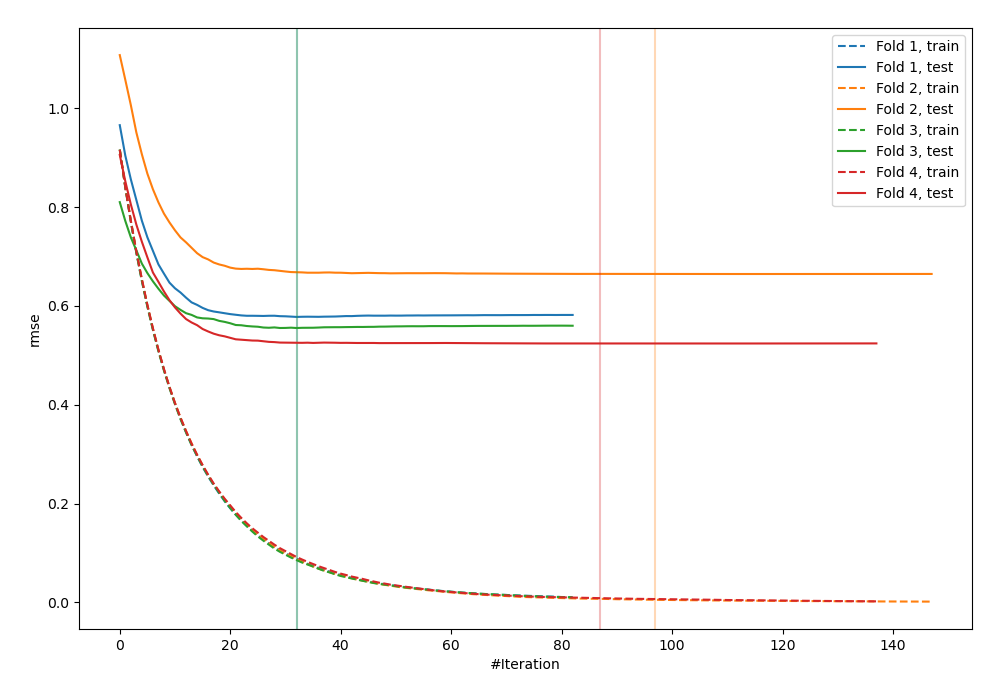 Fold 1, train
Fold 1, test
Fold 2, train
Fold 2, test
Fold 3, train
Fold 3, test
Fold 4, train
Fold 4, test
rmse
1.0
0.8
0.6
0.4
0.2
0.0
0 20 40 60 80 100 120 140
#Iteration